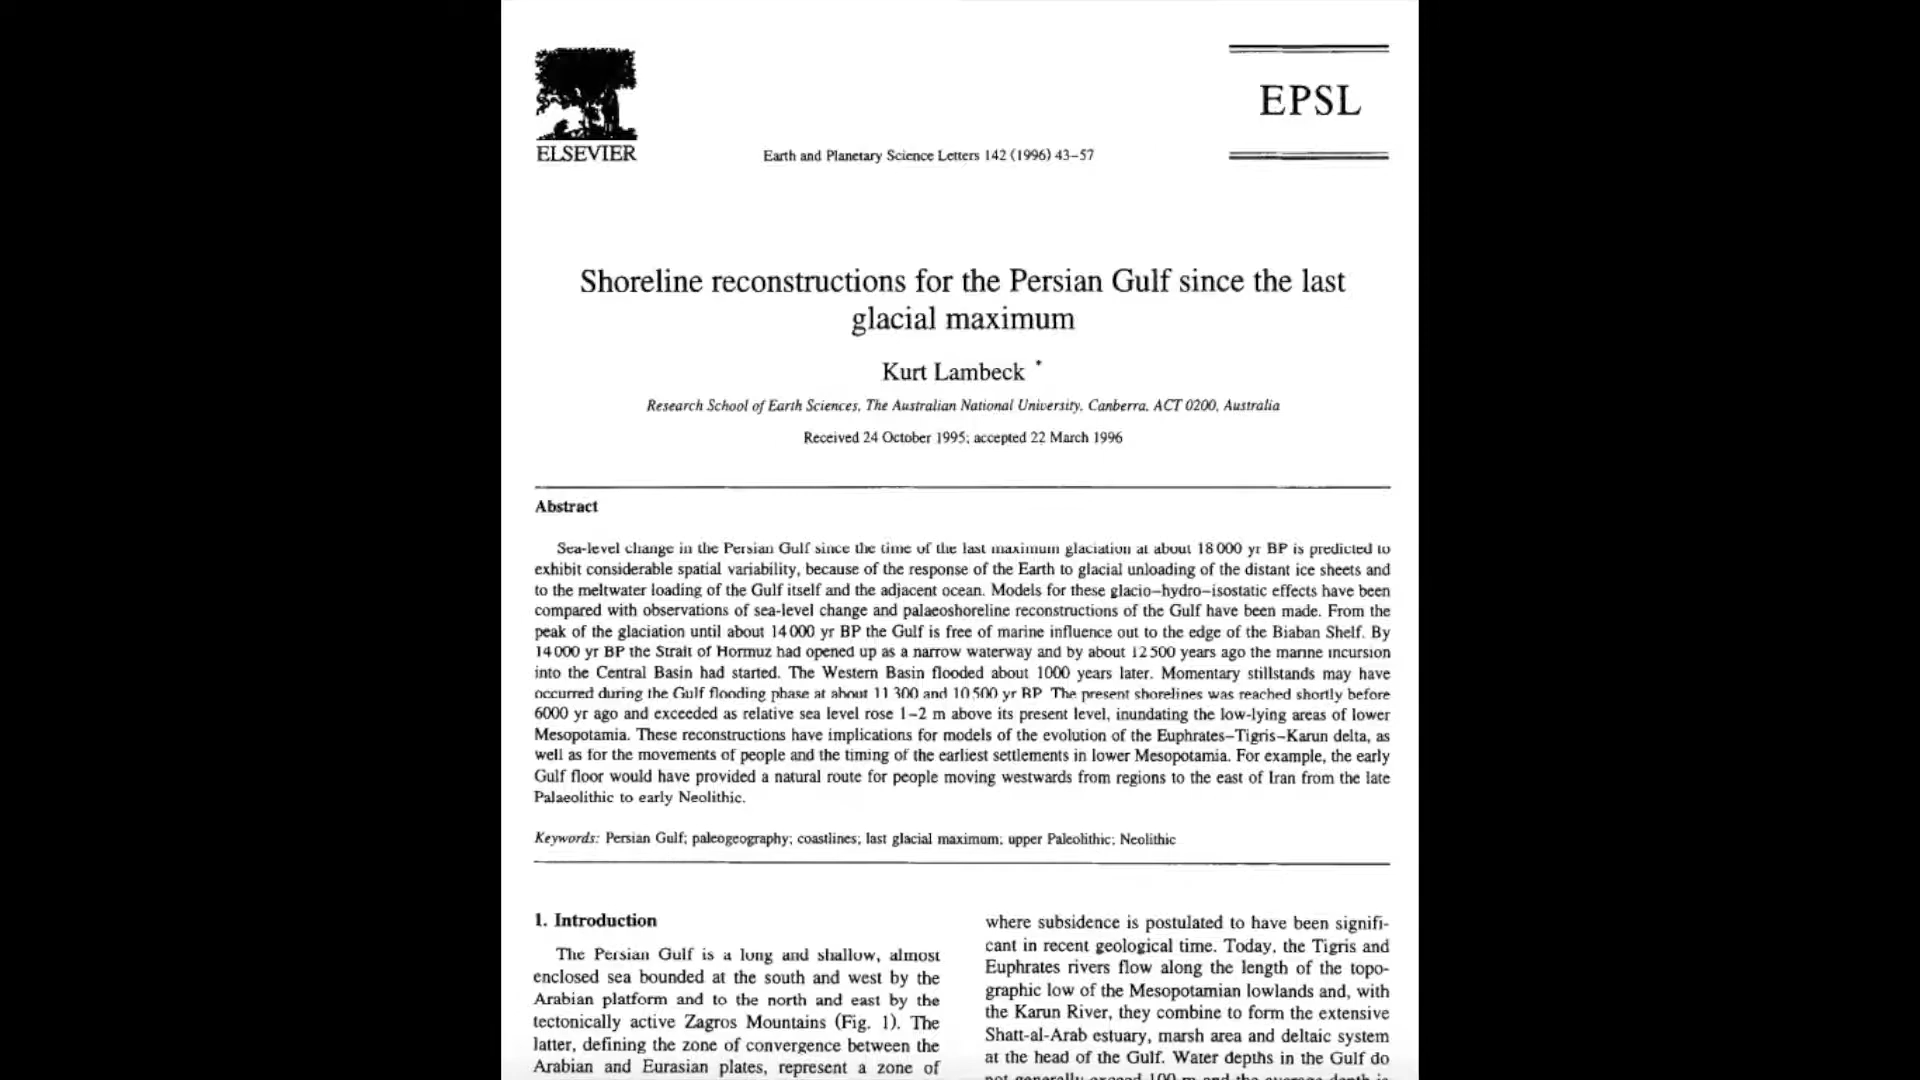 ELSEVIER
Earth and Planetary Science Letters 142 (1996) 43–57
EPSL
Shoreline reconstructions for the Persian Gulf since the last
glacial maximum
Kurt Lambeck *
Research School of Earth Sciences, The Australian National University, Canberra, ACT 0200, Australia
Received 24 October 1995; accepted 22 March 1996
Abstract
Sea-level change in the Persian Gulf since the time of the last maximum glaciation at about 18 000 yr BP is predicted to
exhibit considerable spatial variability, because of the response of the Earth to glacial unloading of the distant ice sheets and
to the meltwater loading of the Gulf itself and the adjacent ocean. Models for these glacio–hydro–isostatic effects have been
compared with observations of sea-level change and palaeoshoreline reconstructions of the Gulf have been made. From the
peak of the glaciation until about 14 000 yr BP the Gulf is free of marine influence out to the edge of the Biaban Shelf. By
14 000 yr BP the Strait of Hormuz had opened up as a narrow waterway and by about 12 500 years ago the marine incursion
into the Central Basin had started. The Western Basin flooded about 1000 years later. Momentary stillstands may have
occurred during the Gulf flooding phase at about 11 300 and 10 500 yr BP. The present shorelines was reached shortly before
6000 yr ago and exceeded as relative sea level rose 1–2 m above its present level, inundating the low-lying areas of lower
Mesopotamia. These reconstructions have implications for models of the evolution of the Euphrates–Tigris–Karun delta, as
well as for the movements of people and the timing of the earliest settlements in lower Mesopotamia. For example, the early
Gulf floor would have provided a natural route for people moving westwards from regions to the east of Iran from the late
Palaeolithic to early Neolithic.
Keywords: Persian Gulf; paleogeography; coastlines; last glacial maximum; upper Paleolithic; Neolithic
1. Introduction
The Persian Gulf is a long and shallow, almost
enclosed sea bounded at the south and west by the
Arabian platform and to the north and east by the
tectonically active Zagros Mountains (Fig. 1). The
latter, defining the zone of convergence between the
Arabian and Eurasian plates, represent a zone of
where subsidence is postulated to have been signifi-
cant in recent geological time. Today, the Tigris and
Euphrates rivers flow along the length of the topo-
graphic low of the Mesopotamian lowlands and, with
the Karun River, they combine to form the extensive
Shatt-al-Arab estuary, marsh area and deltaic system
at the head of the Gulf. Water depths in the Gulf do
not generally exceed 100 m and the average depth is